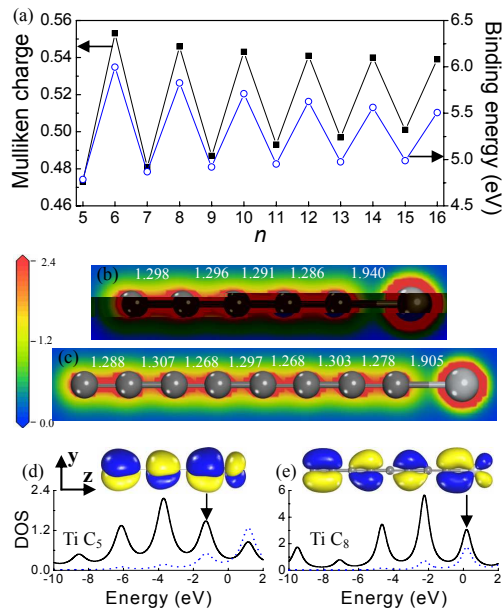 (a)
0.56
0.54
0.52
0.50
0.48
0.46
Mulliken charge
6.5
6.0
5.5
5.0
4.5
Binding energy (eV)
5 6 7 8 9 10 11 12 13 14 15 16
n
2.4
1.2
0.0
(b)
1.298 1.296 1.291 1.286 1.940
(c)
1.288 1.307 1.268 1.297 1.268 1.303 1.278 1.905
(d) y
z
2.4
1.2
0.0
DOS
Ti C5
-10 -8 -6 -4 -2 0 2
Energy (eV)
(e)
6
4
2
0
Ti C8
-10 -8 -6 -4 -2 0 2
Energy (eV)